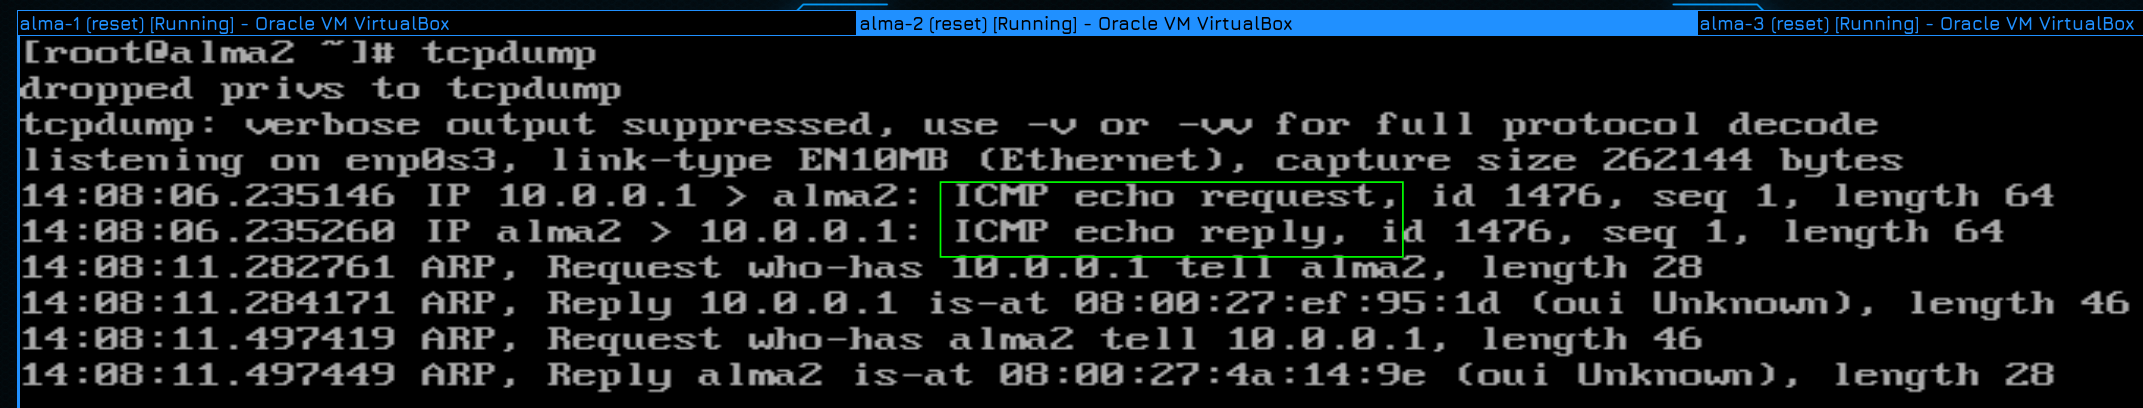 alma-1 (reset) [Running] - Oracle VM VirtualBox
alma-2 (reset) [Running] - Oracle VM VirtualBox
alma-3 (reset) [Running] - Oracle VM VirtualBox
[root@alma2 ~]# tcpdump
dropped privs to tcpdump
tcpdump: verbose output suppressed, use -v or -vv for full protocol decode
listening on enp0s3, link-type EN10MB (Ethernet), capture size 262144 bytes
14:08:06.235146 IP 10.0.0.1 > alma2: ICMP echo request, id 1476, seq 1, length 64
14:08:06.235260 IP alma2 > 10.0.0.1: ICMP echo reply, id 1476, seq 1, length 64
14:08:11.282761 ARP, Request who-has 10.0.0.1 tell alma2, length 28
14:08:11.284171 ARP, Reply 10.0.0.1 is-at 08:00:27:ef:95:1d (oui Unknown), length 46
14:08:11.497419 ARP, Request who-has alma2 tell 10.0.0.1, length 46
14:08:11.497449 ARP, Reply alma2 is-at 08:00:27:4a:14:9e (oui Unknown), length 28